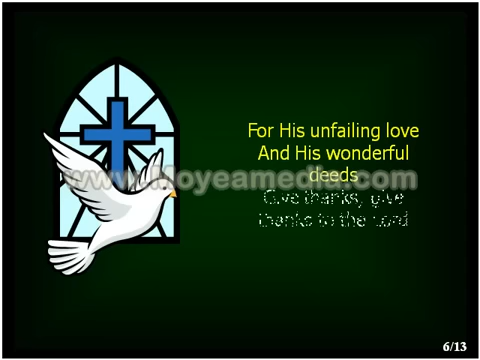 For His unfailing love
And His wonderful
deeds
www.Moyeamedia.com
Give thanks, give
thanks to the Lord
6/13